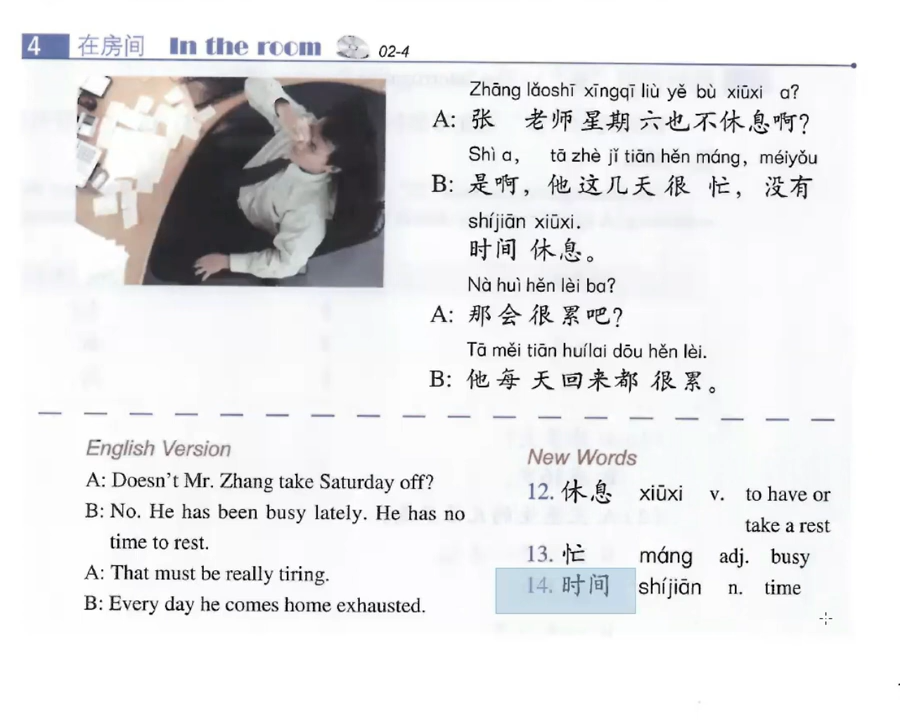 4 在房间 In the room 02-4
Zhāng lǎoshī xīngqī liù yě bù xiūxi a?
A: 张 老师星期六也不休息啊?
Shì a, tā zhè jǐ tiān hěn máng, méiyǒu
B: 是啊, 他这几天很 忙, 没有
shíjiān xiūxi.
时间 休息。
Nà huì hěn lèi ba?
A: 那会很累吧?
Tā měi tiān huílai dōu hěn lèi.
B: 他每天回来都很累。
English Version
A: Doesn't Mr. Zhang take Saturday off?
B: No. He has been busy lately. He has no
time to rest.
A: That must be really tiring.
B: Every day he comes home exhausted.
New Words
12. 休息 xiūxi v. to have or
take a rest
13. 忙 máng adj. busy
14. 时间 shíjiān n. time